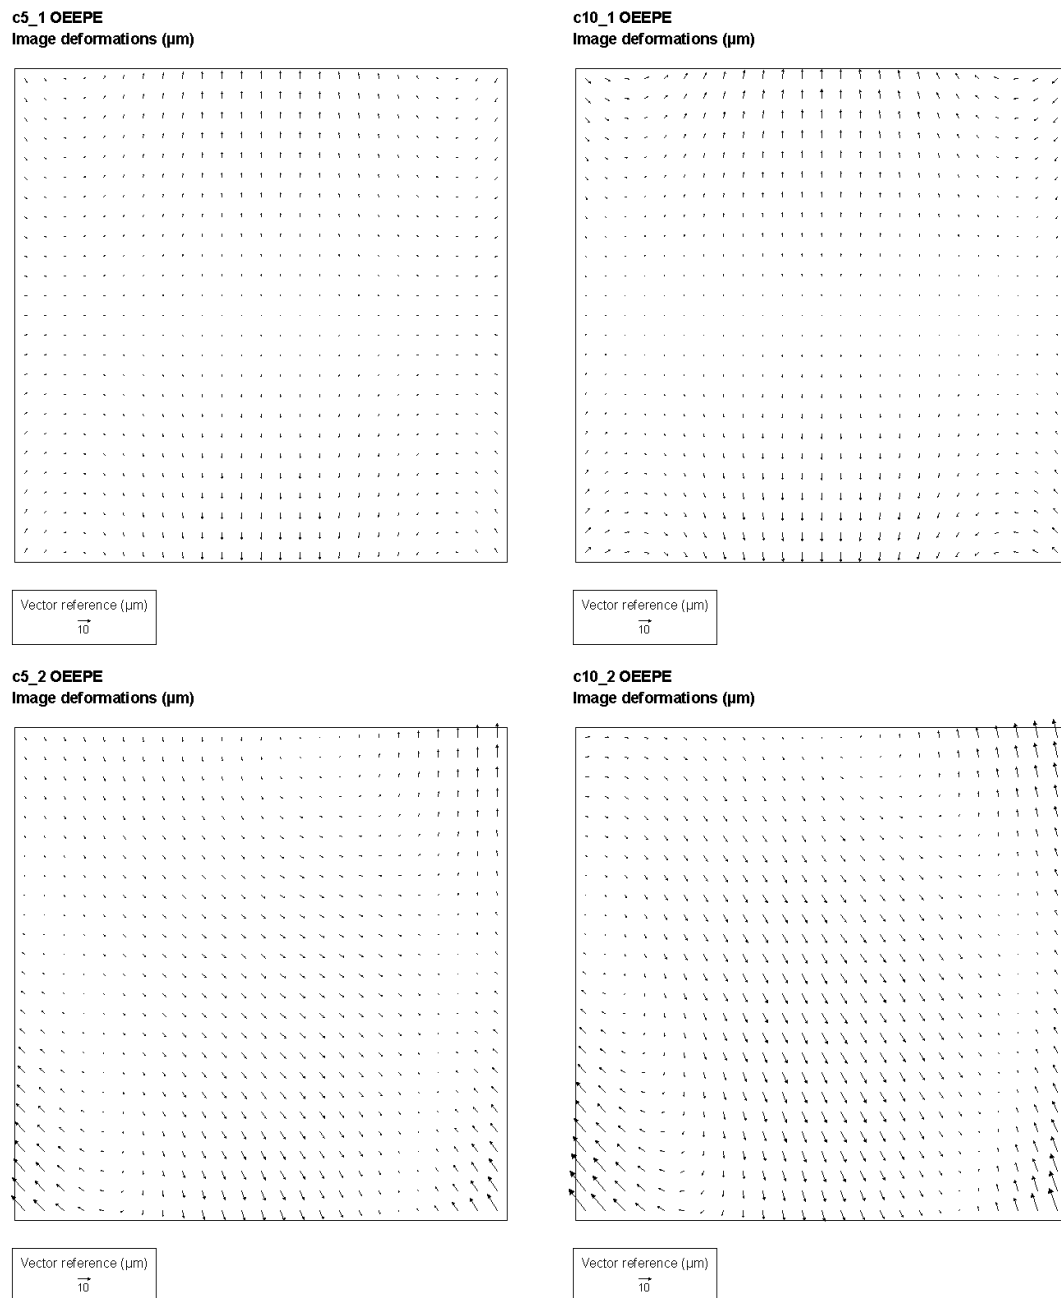 c5_1 OEEPE
Image deformations (µm)
Vector reference (µm)
10
c10_1 OEEPE
Image deformations (µm)
Vector reference (µm)
10
c5_2 OEEPE
Image deformations (µm)
Vector reference (µm)
10
c10_2 OEEPE
Image deformations (µm)
Vector reference (µm)
10